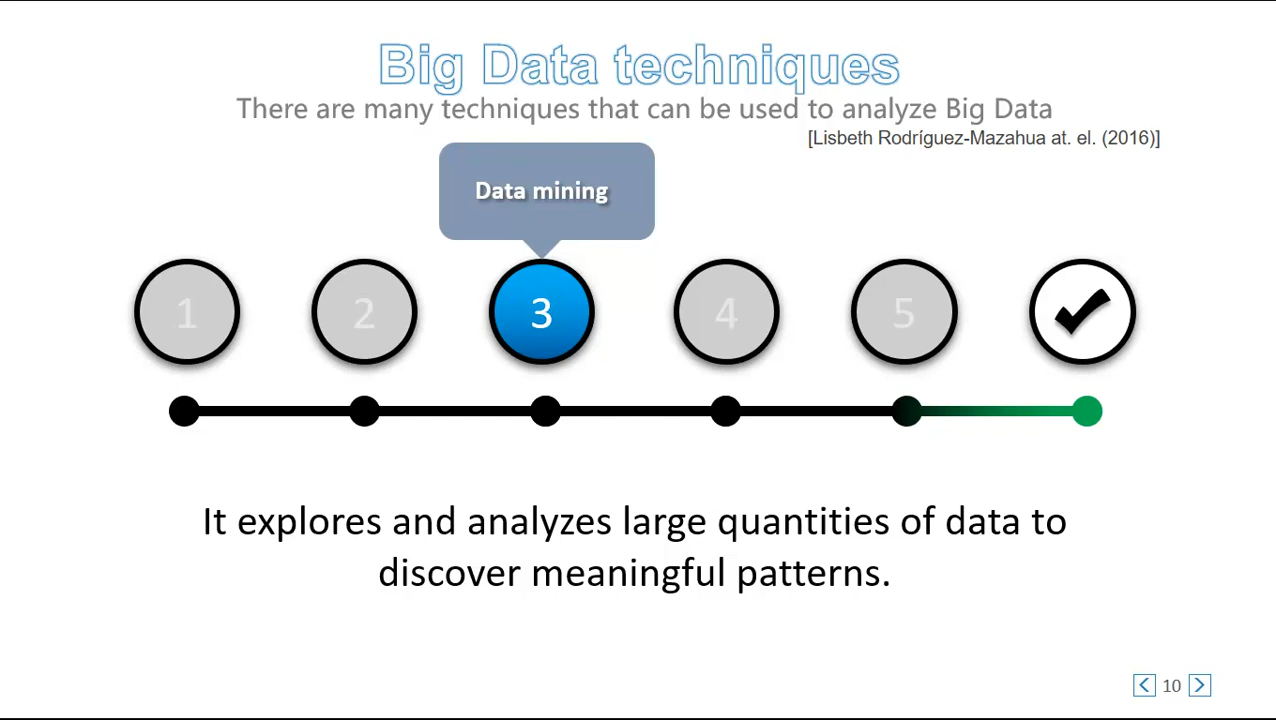 Big Data techniques
There are many techniques that can be used to analyze Big Data
[Lisbeth Rodríguez-Mazahua at. el. (2016)]
Data mining
1 2 3 4 5
It explores and analyzes large quantities of data to
discover meaningful patterns.
10